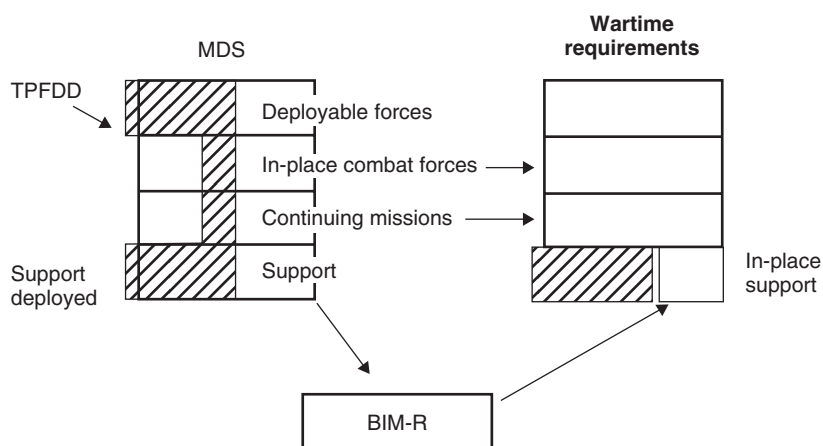 MDS
Wartime
requirements
TPFDD
Deployable forces
In-place combat forces
Continuing missions
Support
deployed
Support
In-place
support
BIM-R